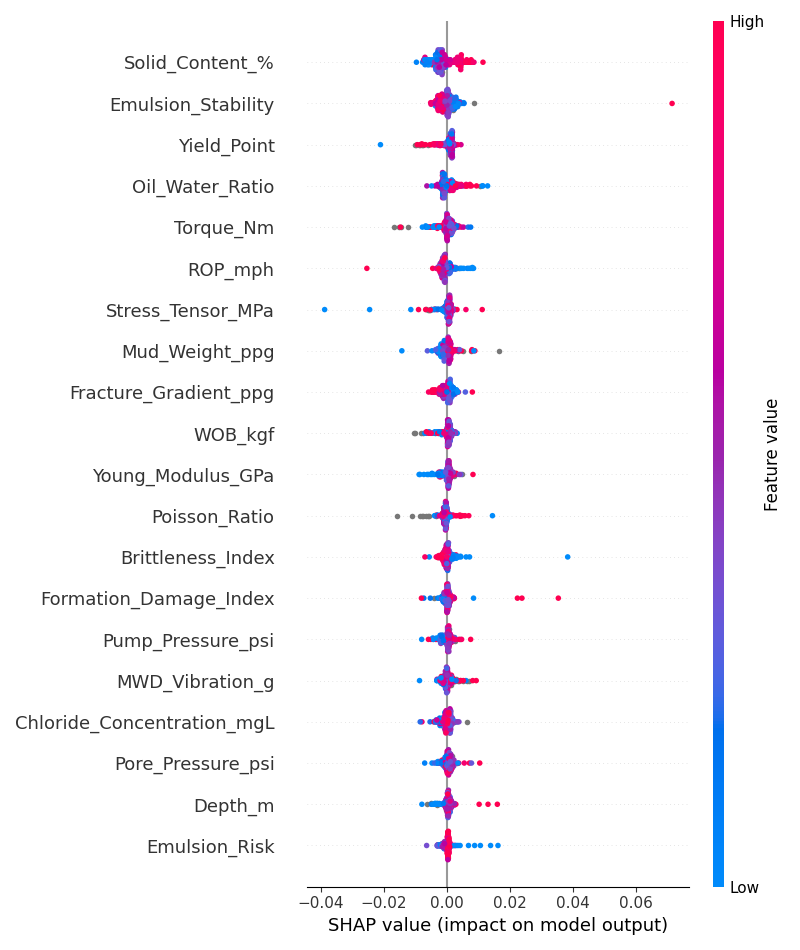 High
Solid_Content_%
Emulsion_Stability
Yield_Point
Oil_Water_Ratio
Torque_Nm
ROP_mph
Stress_Tensor_MPa
Mud_Weight_ppg
Fracture_Gradient_ppg
WOB_kgf
Young_Modulus_GPa
Poisson_Ratio
Brittleness_Index
Formation_Damage_Index
Pump_Pressure_psi
MWD_Vibration_g
Chloride_Concentration_mgL
Pore_Pressure_psi
Depth_m
Emulsion_Risk
Feature value
Low
−0.04 −0.02 0.00 0.02 0.04 0.06
SHAP value (impact on model output)